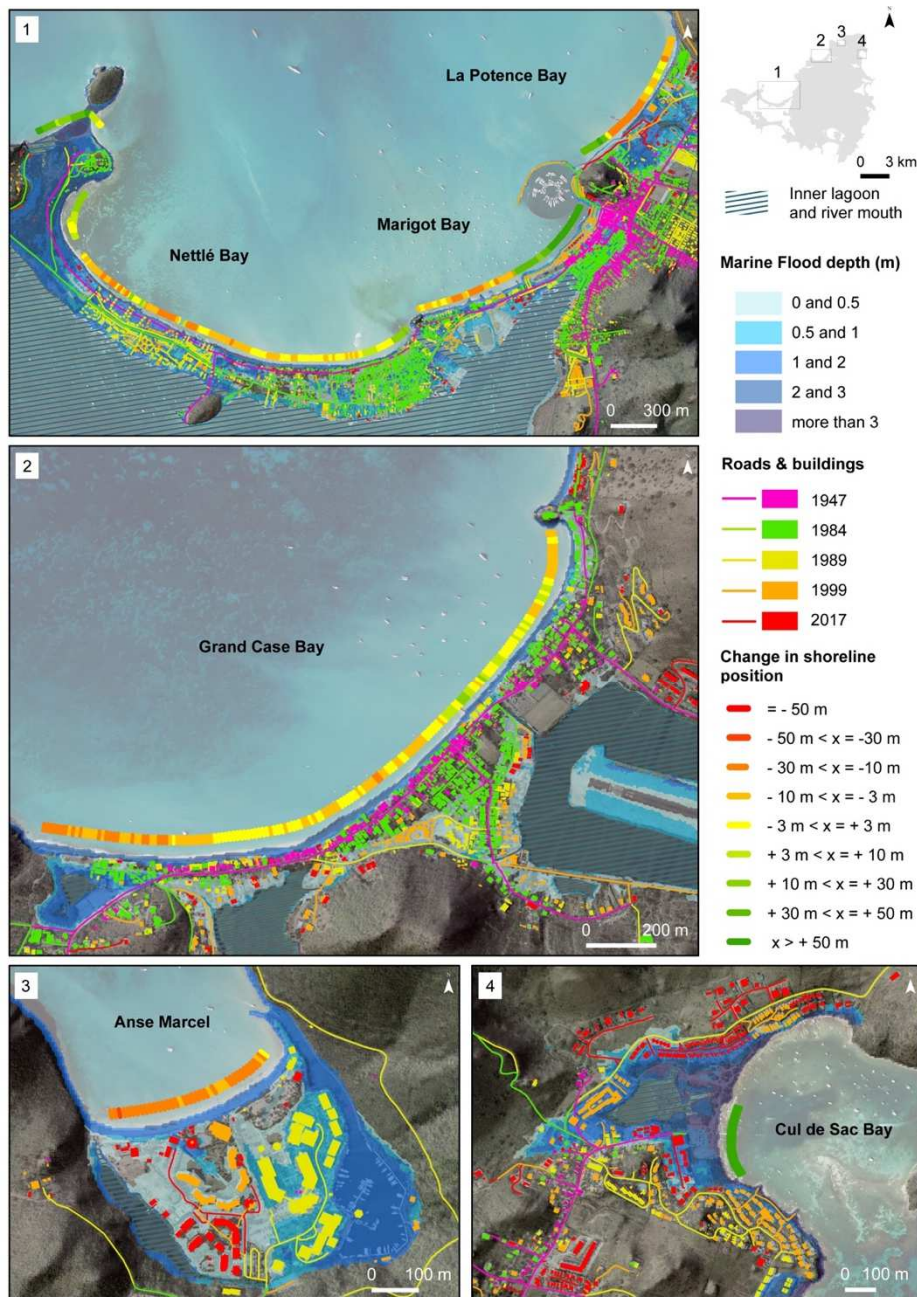 1
La Potence Bay
Marigot Bay
Nettlé Bay
0 300 m
N
1
2
3
4
0 3 km
Inner lagoon
and river mouth
Marine Flood depth (m)
0 and 0.5
0.5 and 1
1 and 2
2 and 3
more than 3
Roads & buildings
1947
1984
1989
1999
2017
Change in shoreline
position
= - 50 m
- 50 m < x = -30 m
- 30 m < x = -10 m
- 10 m < x = - 3 m
- 3 m < x = + 3 m
+ 3 m < x = + 10 m
+ 10 m < x = + 30 m
+ 30 m < x = + 50 m
x > + 50 m
2
Grand Case Bay
0 200 m
3
Anse Marcel
0 100 m
4
Cul de Sac Bay
0 100 m